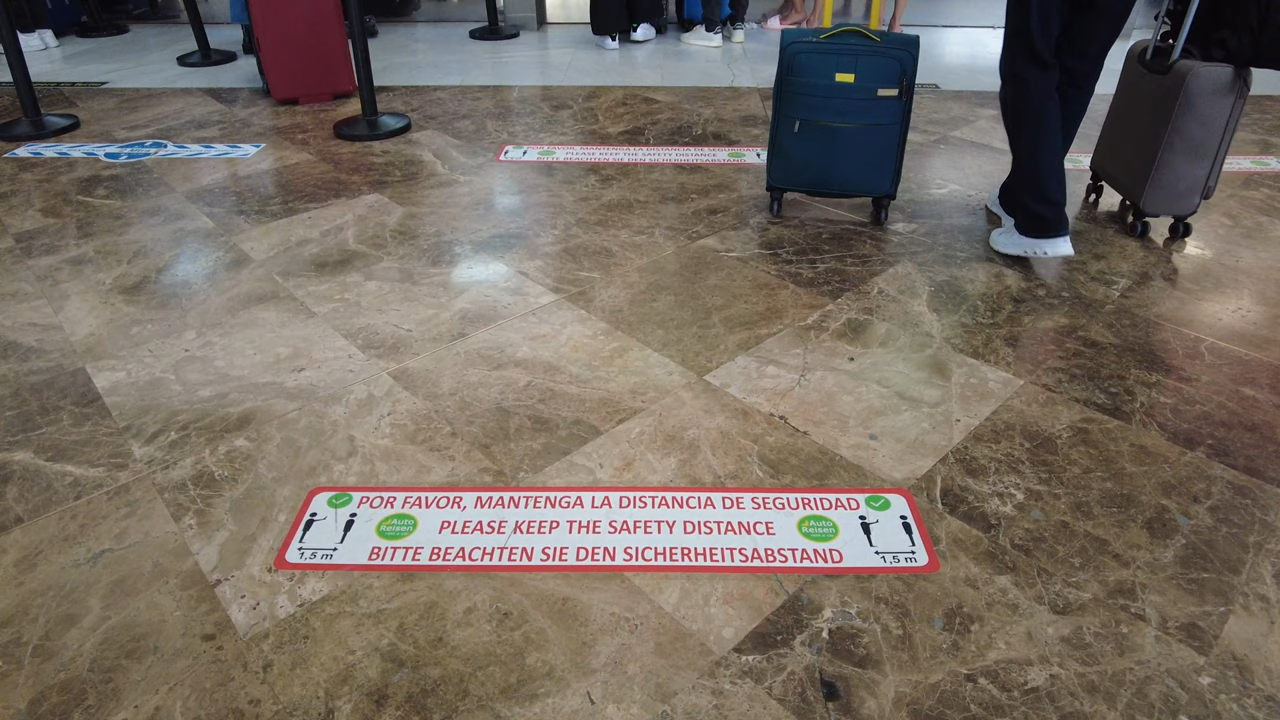 POR FAVOR, MANTENGA LA DISTANCIA DE SEGURIDAD
PLEASE KEEP THE SAFETY DISTANCE
BITTE BEACHTEN SIE DEN SICHERHEITSABSTAND
POR FAVOR, MANTENGA LA DISTANCIA DE SEGURIDAD
Auto Reisen PLEASE KEEP THE SAFETY DISTANCE Auto Reisen
1,5 m BITTE BEACHTEN SIE DEN SICHERHEITSABSTAND 1,5 m